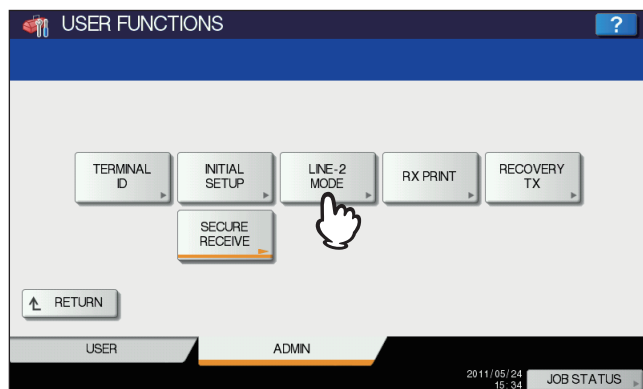 USER FUNCTIONS
?
TERMINAL
ID
INITIAL
SETUP
LINE-2
MODE
RX PRINT
RECOVERY
TX
SECURE
RECEIVE
RETURN
USER
ADMIN
2011/05/24
15:34
JOB STATUS